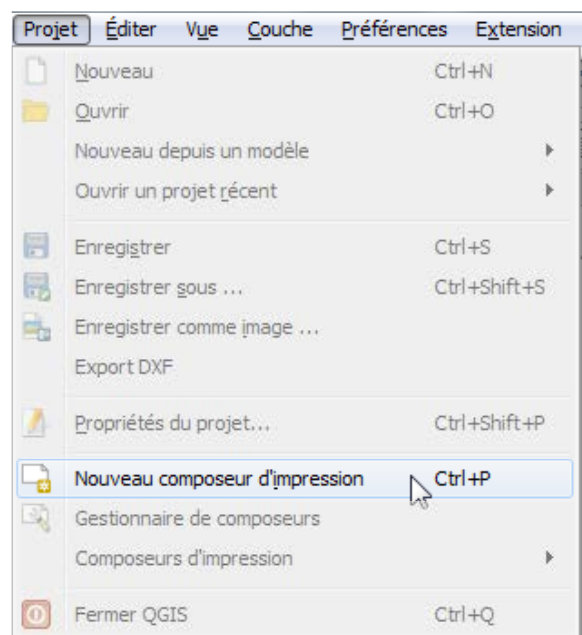 Projet Éditer Vue Couche Préférences Extension
Nouveau Ctrl+N
Ouvrir Ctrl+O
Nouveau depuis un modèle
Ouvrir un projet récent
Enregistrer Ctrl+S
Enregistrer sous ... Ctrl+Shift+S
Enregistrer comme image ...
Export DXF
Propriétés du projet... Ctrl+Shift+P
Nouveau composeur d'impression Ctrl+P
Gestionnaire de composeurs
Composeurs d'impression
Fermer QGIS Ctrl+Q